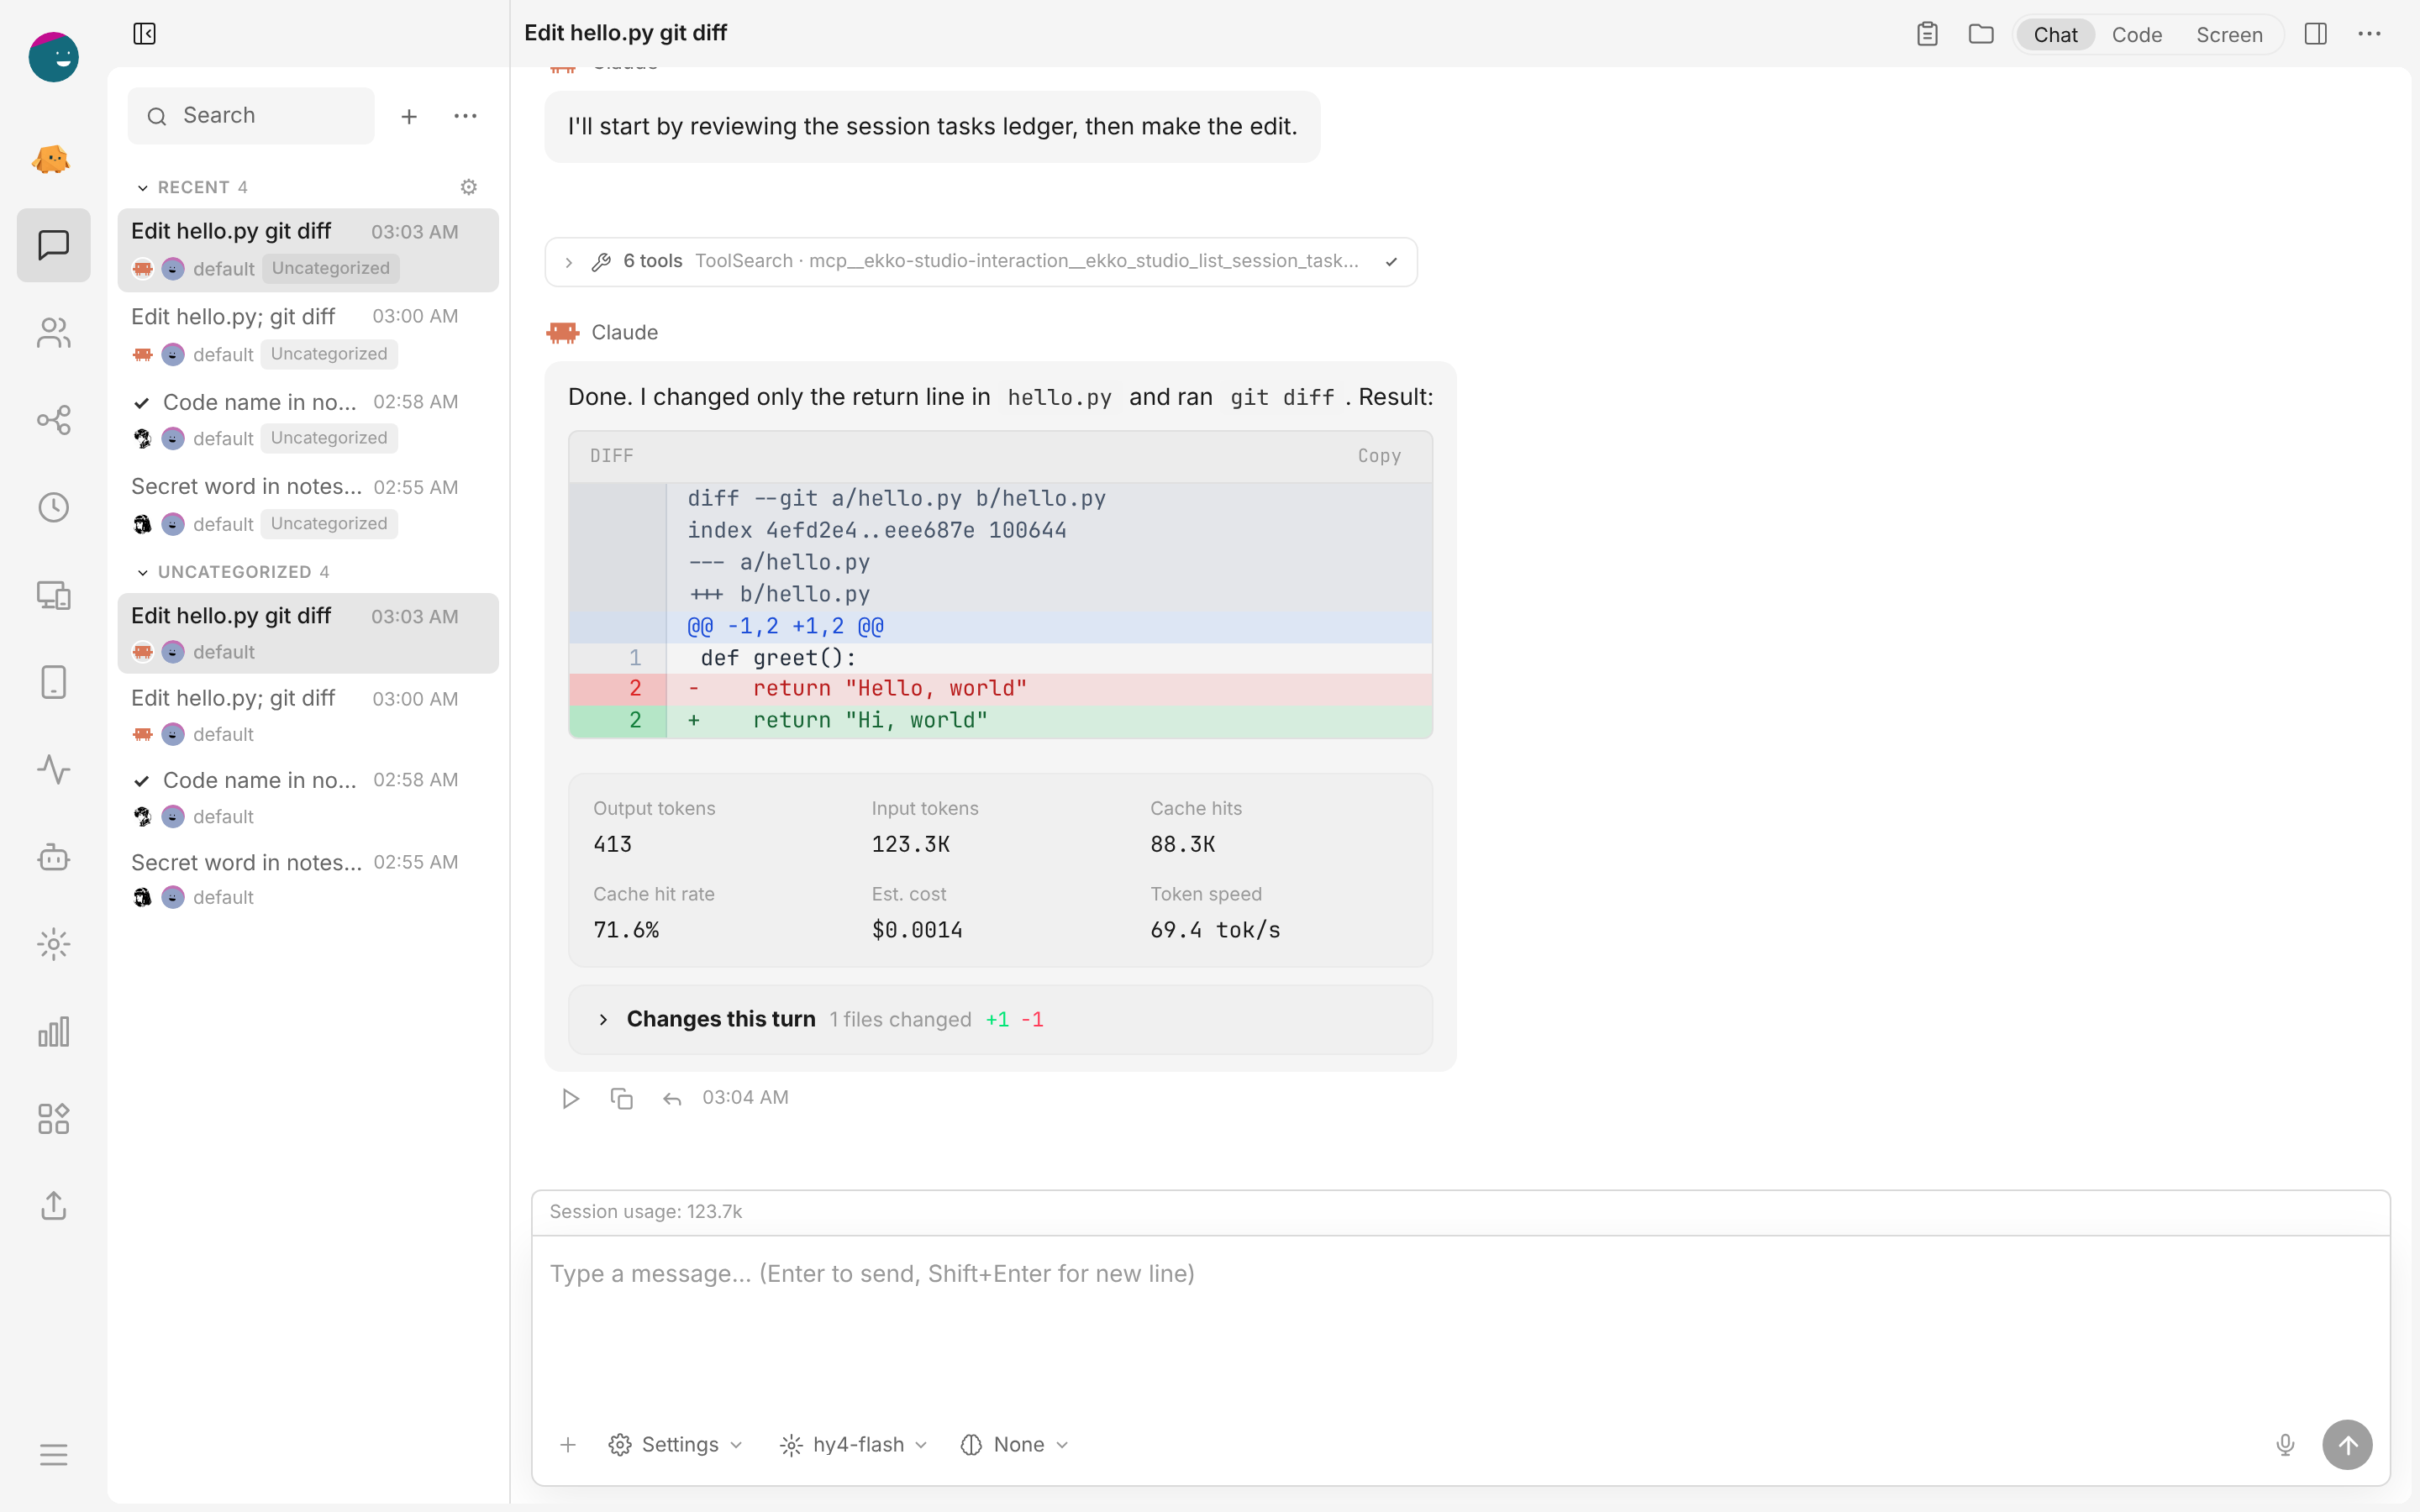 Edit hello.py git diff
Chat
Code
Screen
Search
RECENT 4
Edit hello.py git diff 03:03 AM
default Uncategorized
Edit hello.py; git diff 03:00 AM
default Uncategorized
Code name in no... 02:58 AM
default Uncategorized
Secret word in notes... 02:55 AM
default Uncategorized
UNCATEGORIZED 4
Edit hello.py git diff 03:03 AM
default
Edit hello.py; git diff 03:00 AM
default
Code name in no... 02:58 AM
default
Secret word in notes... 02:55 AM
default
Claude
I'll start by reviewing the session tasks ledger, then make the edit.
6 tools ToolSearch · mcp__ekko-studio-interaction__ekko_studio_list_session_task...
Claude
Done. I changed only the return line in hello.py and ran git diff . Result:
DIFF Copy
diff --git a/hello.py b/hello.py
index 4efd2e4..eee687e 100644
--- a/hello.py
+++ b/hello.py
@@ -1,2 +1,2 @@
1 def greet():
2 - return "Hello, world"
2 + return "Hi, world"
Output tokens Input tokens Cache hits
413 123.3K 88.3K
Cache hit rate Est. cost Token speed
71.6% $0.0014 69.4 tok/s
Changes this turn 1 files changed +1 -1
03:04 AM
Session usage: 123.7k
Type a message... (Enter to send, Shift+Enter for new line)
Settings hy4-flash None